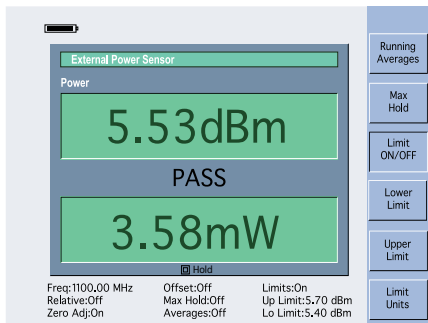 External Power Sensor
Power
5.53dBm
PASS
3.58mW
Hold
Freq:1100.00 MHz Offset:Off Limits:On
Relative:Off Max Hold:Off Up Limit:5.70 dBm
Zero Adj:On Averages:Off Lo Limit:5.40 dBm
Running
Averages
Max
Hold
Limit
ON/OFF
Lower
Limit
Upper
Limit
Limit
Units